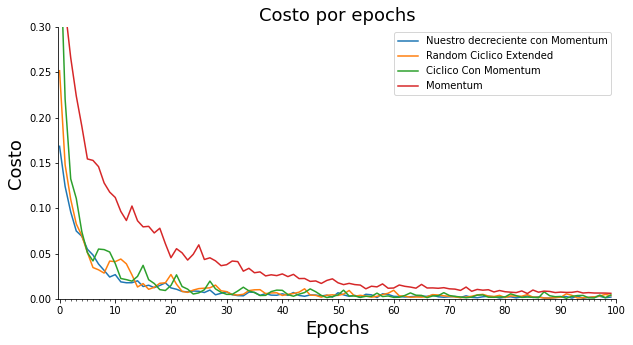 Costo por epochs
0.30
0.25
0.20
0.15
0.10
0.05
0.00
Costo
Nuestro decreciente con Momentum
Random Ciclico Extended
Ciclico Con Momentum
Momentum
0 10 20 30 40 50 60 70 80 90 100
Epochs